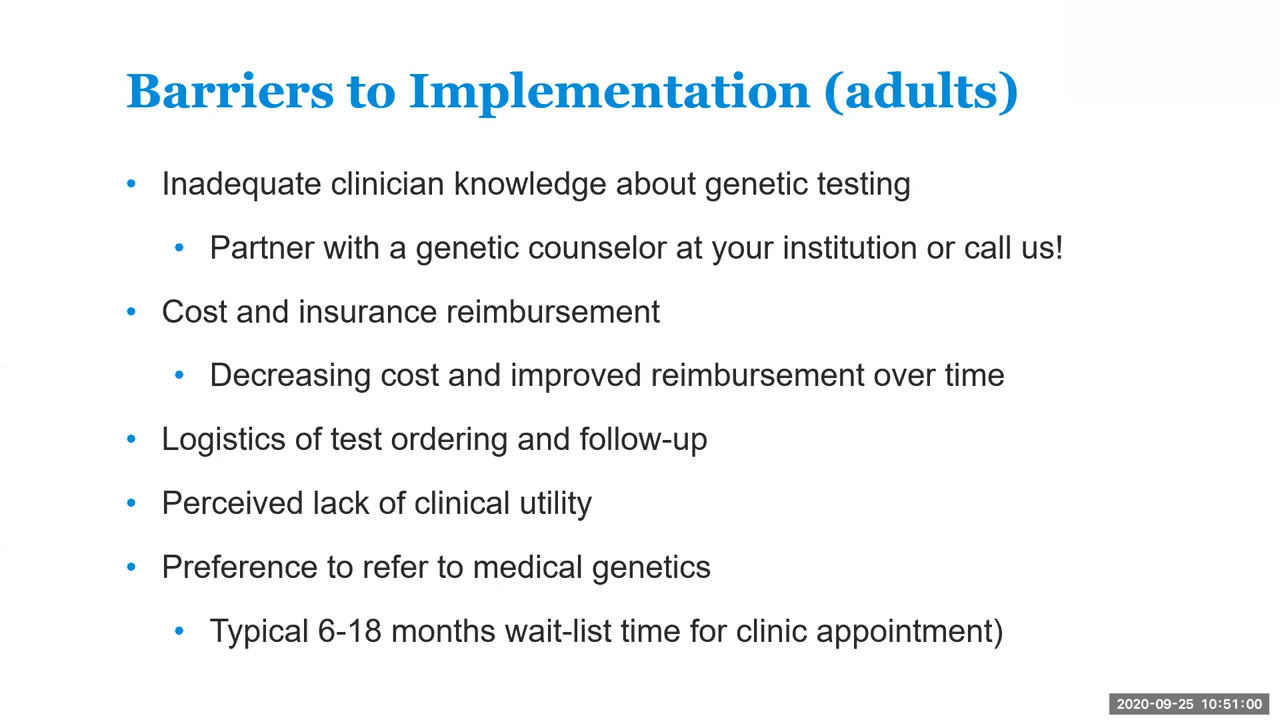 Barriers to Implementation (adults)
• Inadequate clinician knowledge about genetic testing
• Partner with a genetic counselor at your institution or call us!
• Cost and insurance reimbursement
• Decreasing cost and improved reimbursement over time
• Logistics of test ordering and follow-up
• Perceived lack of clinical utility
• Preference to refer to medical genetics
• Typical 6-18 months wait-list time for clinic appointment)
2020-09-25 10:51:00